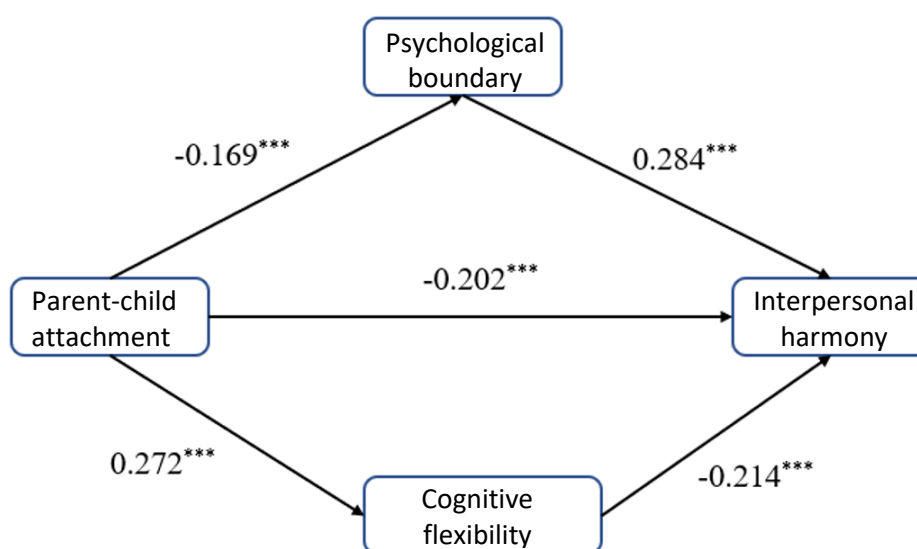 Psychological
boundary
-0.169***
0.284***
-0.202***
Parent-child
attachment
Interpersonal
harmony
0.272***
-0.214***
Cognitive
flexibility